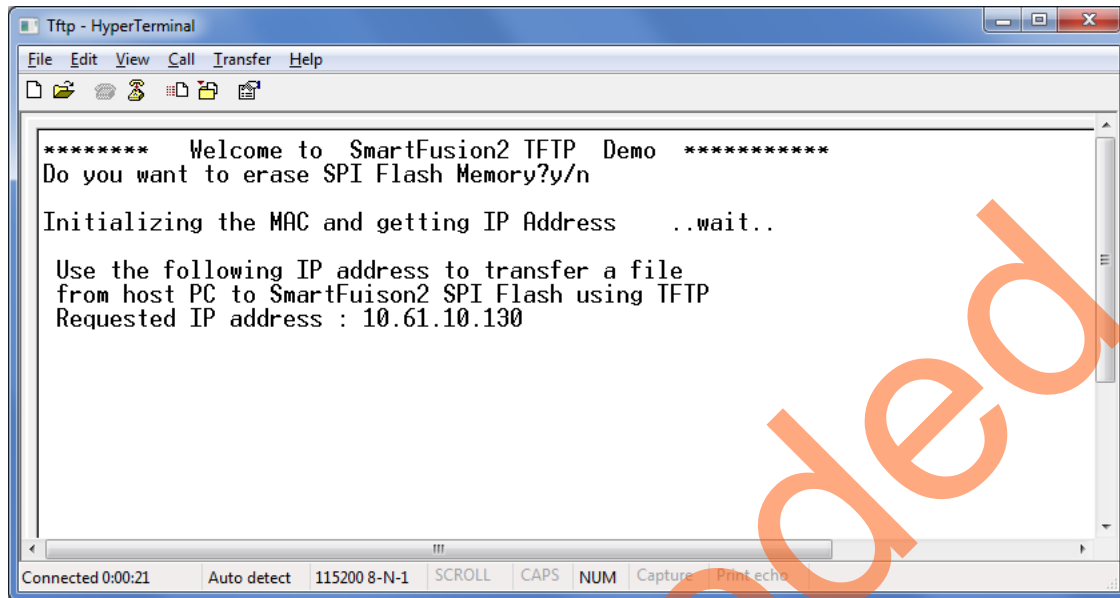 Tftp - HyperTerminal
File Edit View Call Transfer Help
******** Welcome to SmartFusion2 TFTP Demo ***********
Do you want to erase SPI Flash Memory?y/n
Initializing the MAC and getting IP Address ..wait..
Use the following IP address to transfer a file
from host PC to SmartFuison2 SPI Flash using TFTP
Requested IP address : 10.61.10.130
Connected 0:00:21 Auto detect 115200 8-N-1 SCROLL CAPS NUM Capture Print echo
ded